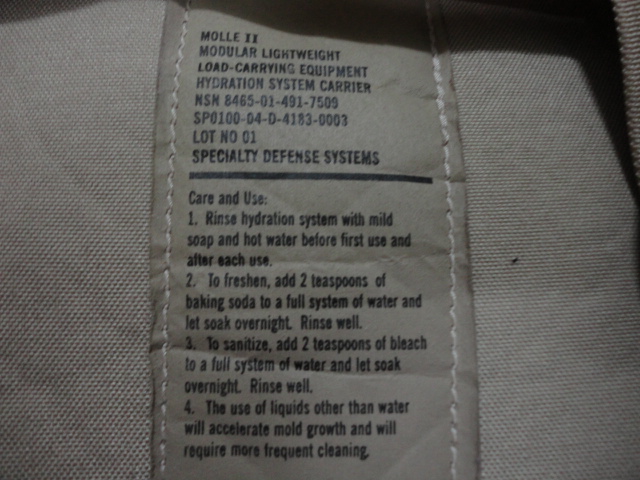 MOLLE II
MODULAR LIGHTWEIGHT
LOAD-CARRYING EQUIPMENT
HYDRATION SYSTEM CARRIER
NSN 8465-01-491-7509
SP0100-04-D-4183-0003
LOT NO 01
SPECIALTY DEFENSE SYSTEMS
Care and Use:
1. Rinse hydration system with mild
soap and hot water before first use and
after each use.
2. To freshen, add 2 teaspoons of
baking soda to a full system of water and
let soak overnight. Rinse well.
3. To sanitize, add 2 teaspoons of bleach
to a full system of water and let soak
overnight. Rinse well.
4. The use of liquids other than water
will accelerate mold growth and will
require more frequent cleaning.